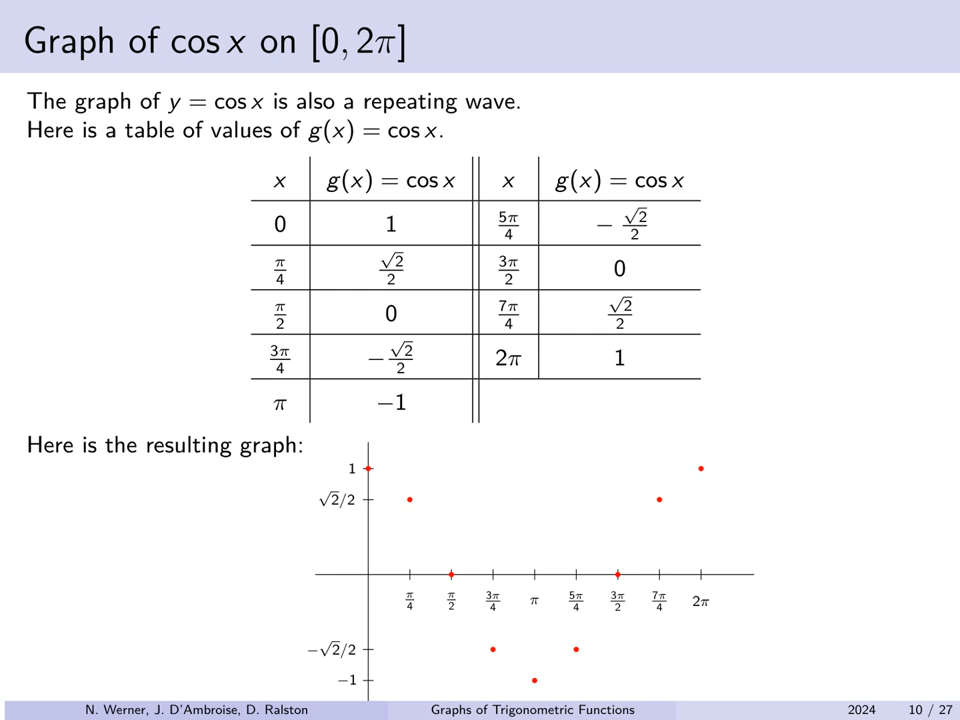 Graph of cos x on [0, 2π]
The graph of y = cos x is also a repeating wave.
Here is a table of values of g(x) = cos x.
x g(x) = cos x x g(x) = cos x
0 1 5π/4 −√2/2
π/4 √2/2 3π/2 0
π/2 0 7π/4 √2/2
3π/4 −√2/2 2π 1
π −1
Here is the resulting graph:
1
√2/2
π/4 π/2 3π/4 π 5π/4 3π/2 7π/4 2π
−√2/2
−1
N. Werner, J. D'Ambroise, D. Ralston Graphs of Trigonometric Functions 2024 10 / 27